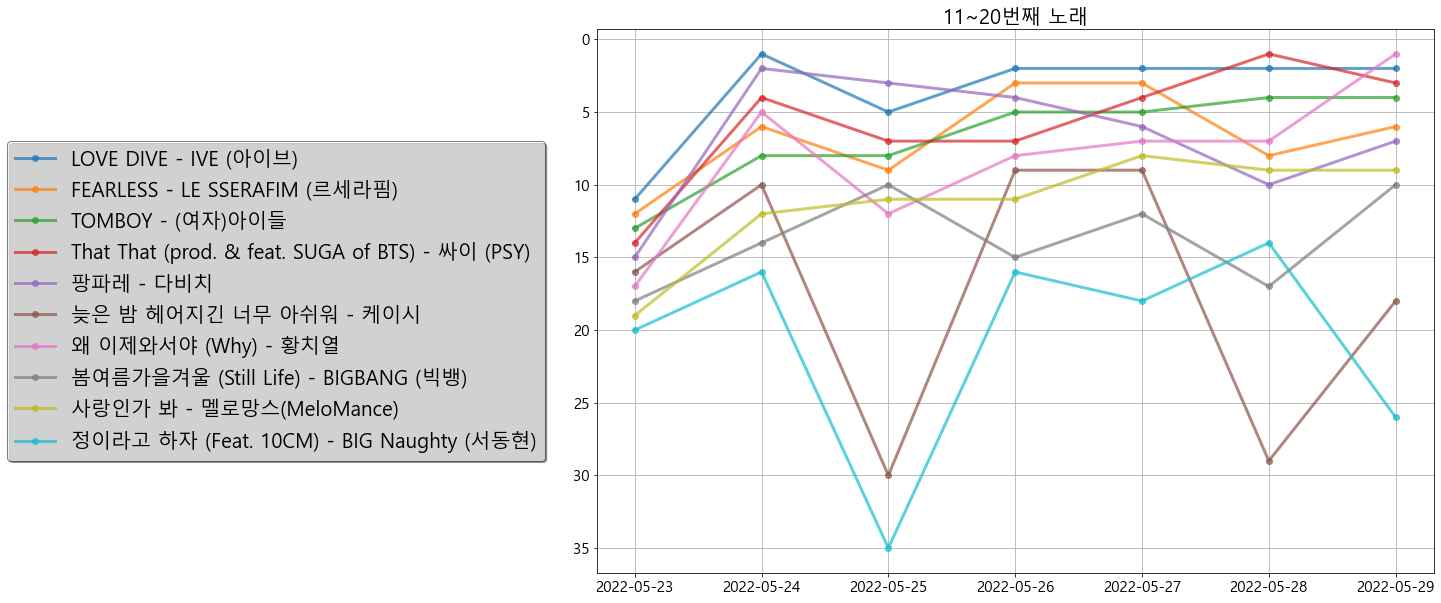 11~20번째 노래
LOVE DIVE - IVE (아이브)
FEARLESS - LE SSERAFIM (르세라핌)
TOMBOY - (여자)아이들
That That (prod. & feat. SUGA of BTS) - 싸이 (PSY)
팡파레 - 다비치
늦은 밤 헤어지긴 너무 아쉬워 - 케이시
왜 이제와서야 (Why) - 황치열
봄여름가을겨울 (Still Life) - BIGBANG (빅뱅)
사랑인가 봐 - 멜로망스(MeloMance)
정이라고 하자 (Feat. 10CM) - BIG Naughty (서동현)
0
5
10
15
20
25
30
35
2022-05-23 2022-05-24 2022-05-25 2022-05-26 2022-05-27 2022-05-28 2022-05-29